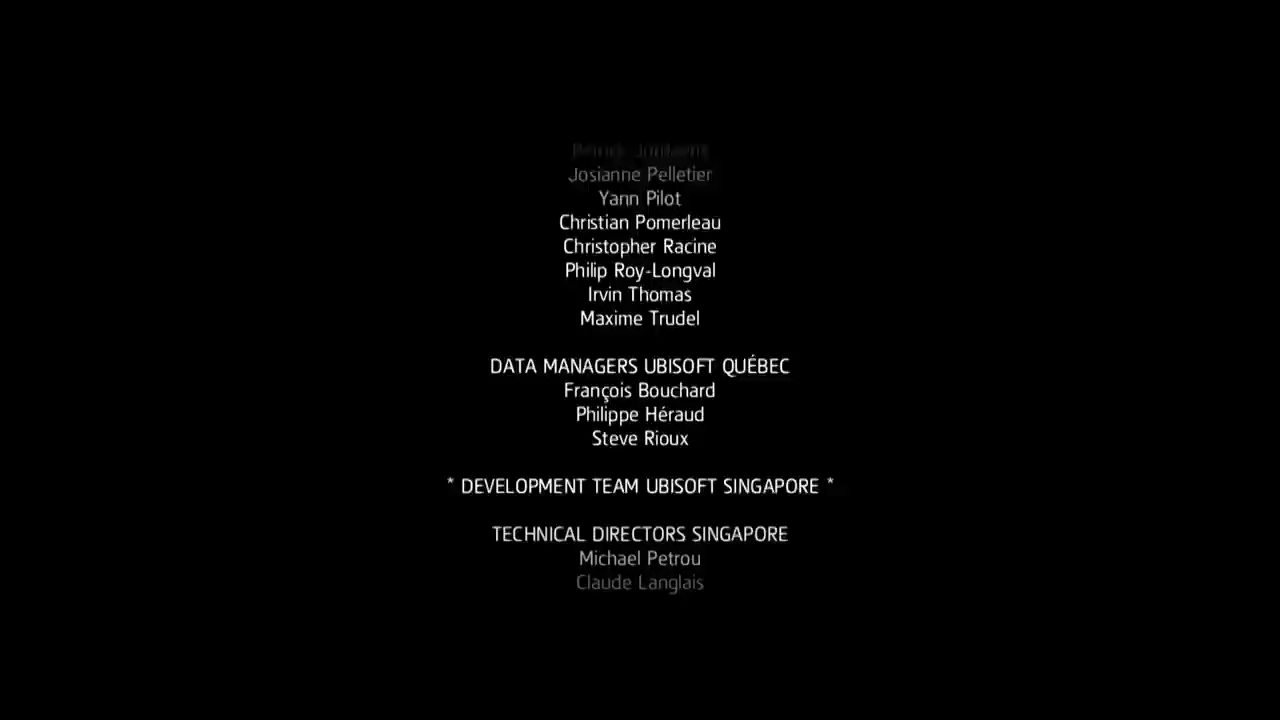 Josianne Pelletier
Yann Pilot
Christian Pomerleau
Christopher Racine
Philip Roy-Longval
Irvin Thomas
Maxime Trudel
DATA MANAGERS UBISOFT QUÉBEC
François Bouchard
Philippe Héraud
Steve Rioux
* DEVELOPMENT TEAM UBISOFT SINGAPORE *
TECHNICAL DIRECTORS SINGAPORE
Michael Petrou
Claude Langlais